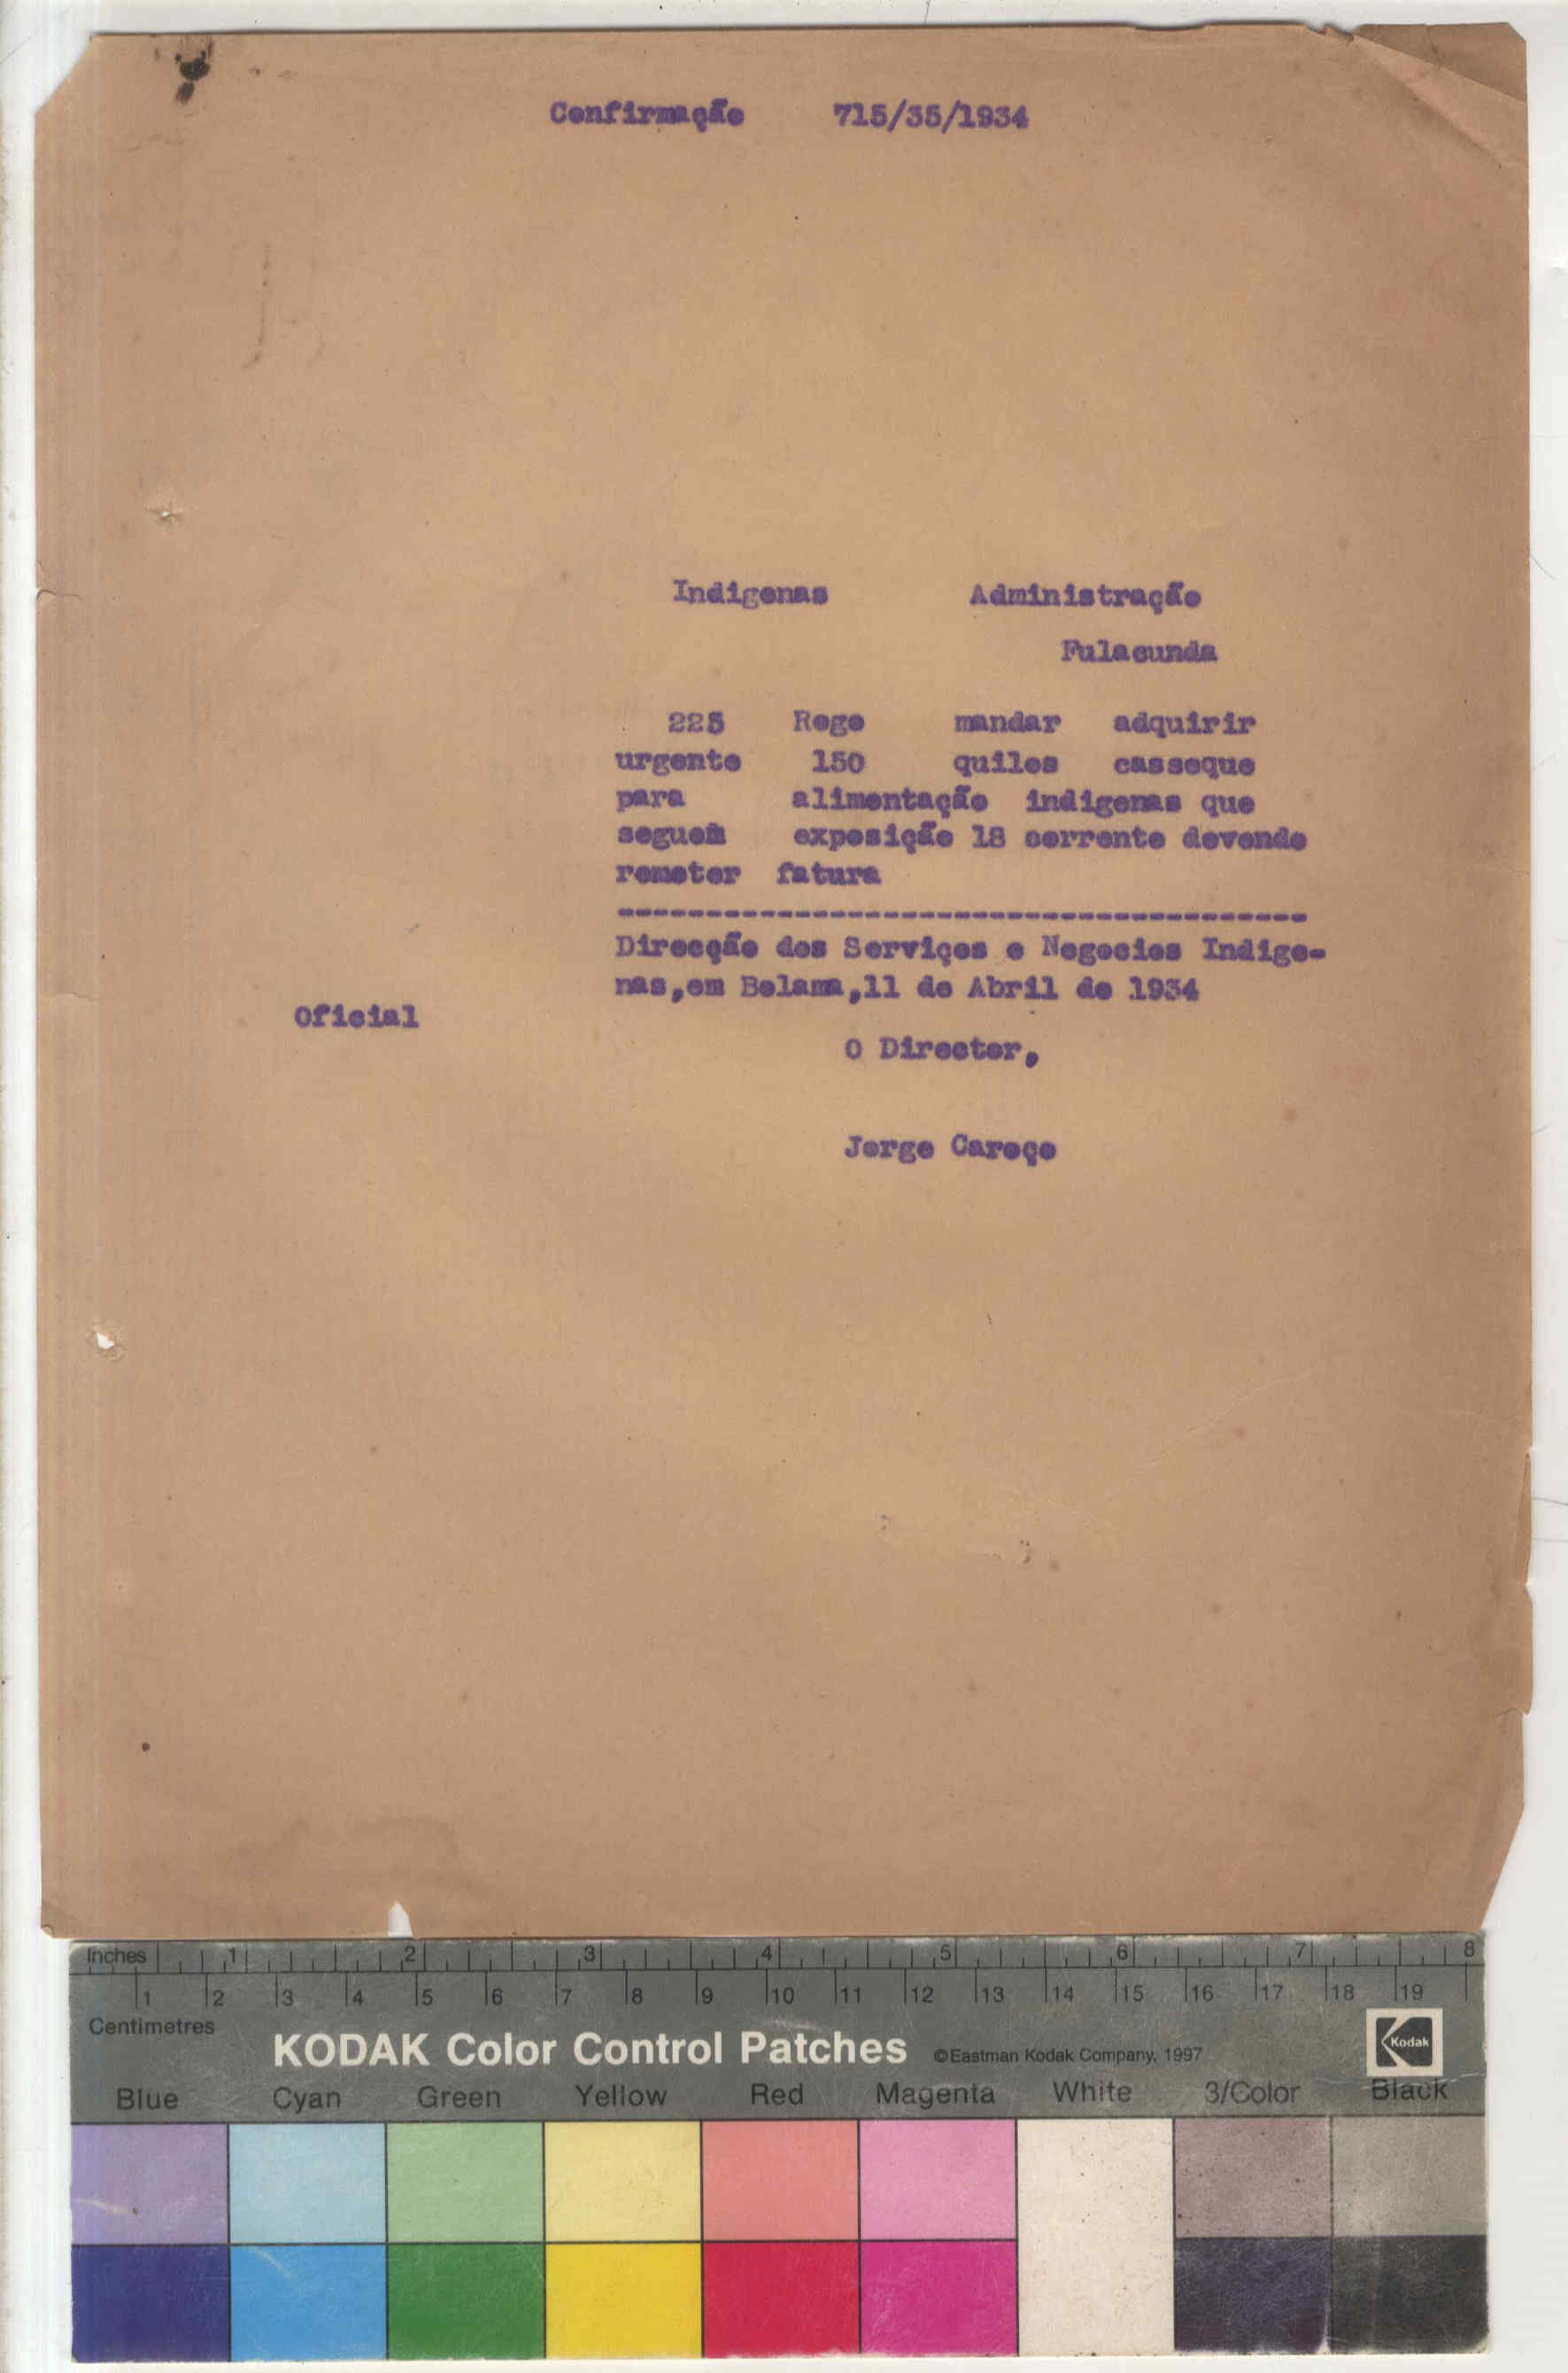 Confirmação 715/35/1934
Indigenas Administração
Fulacunda
225 Rogo mandar adquirir
urgente 150 quilos casseque
para alimentação indigenas que
seguem exposição 18 corrente devendo
remeter fatura
---------------------------------------
Direcção dos Serviços e Negocios Indige-
nas,em Bolama,11 de Abril de 1934
Oficial
O Director,
Jorge Caroço
Inches 1 2 3 4 5 6 7 8
1 2 3 4 5 6 7 8 9 10 11 12 13 14 15 16 17 18 19
Centimetres
KODAK Color Control Patches ©Eastman Kodak Company, 1997 Kodak
Blue Cyan Green Yellow Red Magenta White 3/Color Black